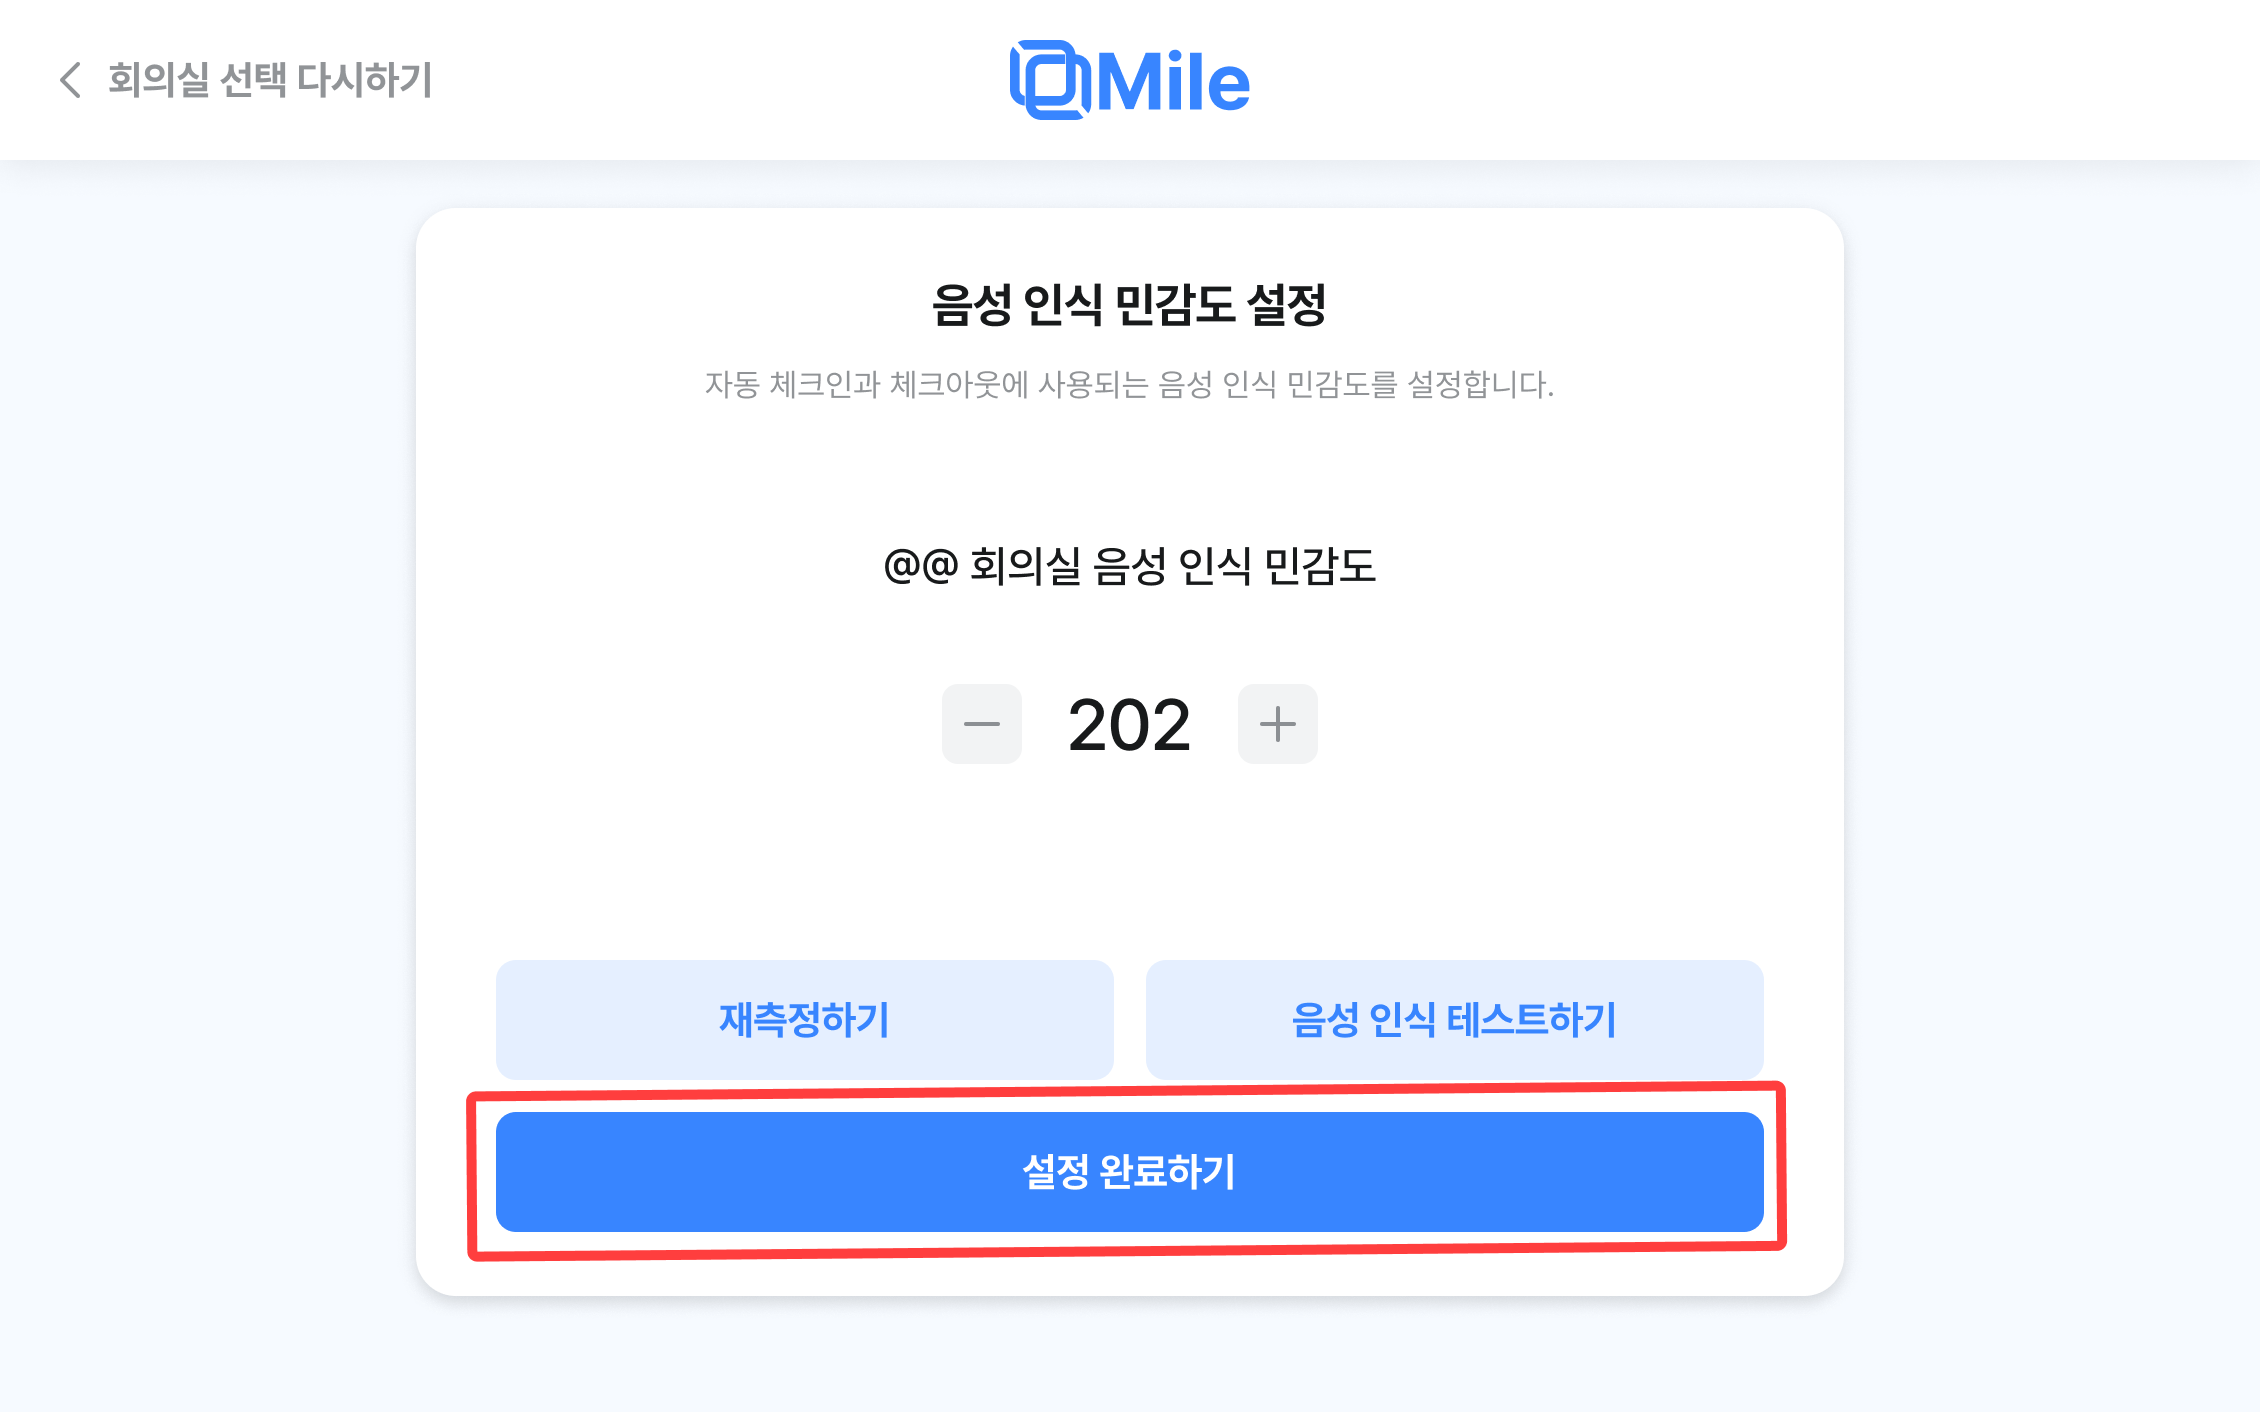 회의실 선택 다시하기
Mile
음성 인식 민감도 설정
자동 체크인과 체크아웃에 사용되는 음성 인식 민감도를 설정합니다.
@@ 회의실 음성 인식 민감도
— 202 +
재측정하기
음성 인식 테스트하기
설정 완료하기